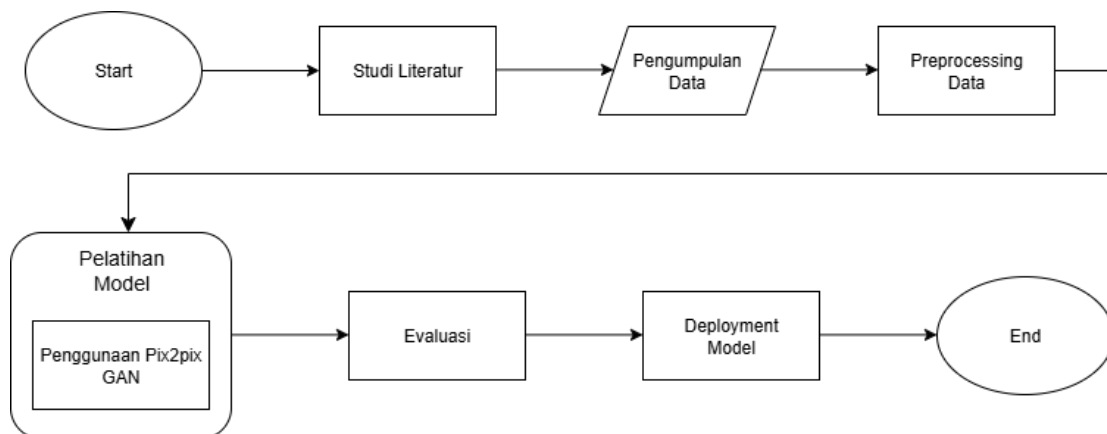 Start
Studi Literatur
Pengumpulan
Data
Preprocessing
Data
Pelatihan
Model
Penggunaan Pix2pix
GAN
Evaluasi
Deployment
Model
End